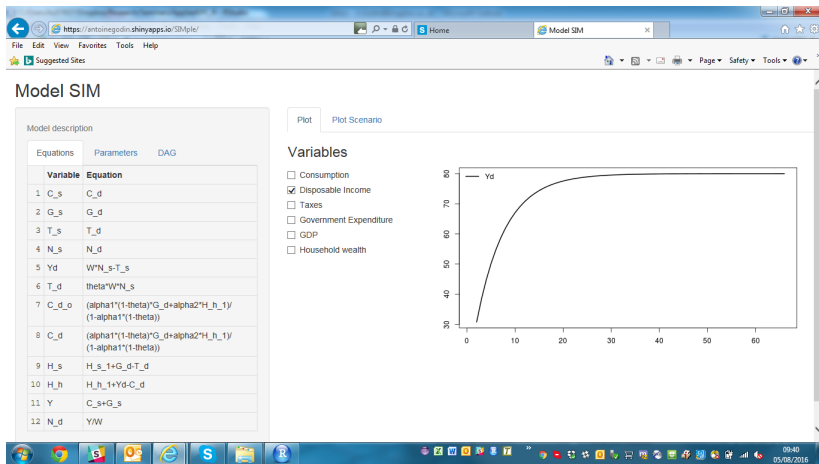 https://antoinegodin.shinyapps.io/SIMple/
Home
Model SIM
File Edit View Favorites Tools Help
Suggested Sites
Page Safety Tools
Model SIM
Model description
Equations Parameters DAG
Variable Equation
1 C_s C_d
2 G_s G_d
3 T_s T_d
4 N_s N_d
5 Yd W*N_s-T_s
6 T_d theta*W*N_s
7 C_d_o (alpha1*(1-theta)*G_d+alpha2*H_h_1)/
(1-alpha1*(1-theta))
8 C_d (alpha1*(1-theta)*G_d+alpha2*H_h_1)/
(1-alpha1*(1-theta))
9 H_s H_s_1+G_d-T_d
10 H_h H_h_1+Yd-C_d
11 Y C_s+G_s
12 N_d Y/W
Plot Plot Scenario
Variables
Consumption
Disposable Income
Taxes
Government Expenditure
GDP
Household wealth
Yd
80
70
60
50
40
30
0 10 20 30 40 50 60
09:40
05/08/2016